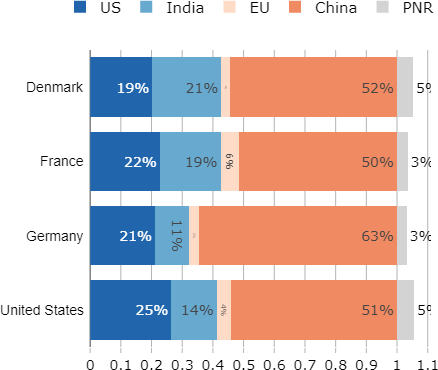 US India EU China PNR
Denmark 19% 21% 52% 5%
France 22% 19% 6% 50% 3%
Germany 21% 11% 63% 3%
United States 25% 14% 4% 51% 5%
0 0.1 0.2 0.3 0.4 0.5 0.6 0.7 0.8 0.9 1 1.1